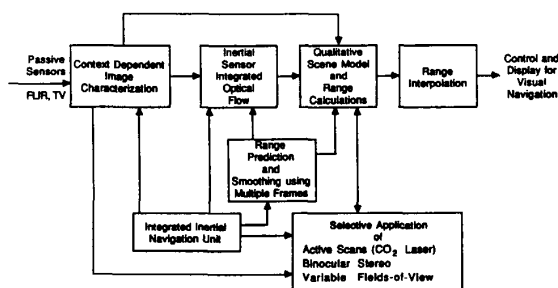 Passive
Sensors
FLIR, TV
Context Dependent
Image
Characterization
Inertial
Sensor
Integrated
Optical
Flow
Qualitative
Scene Model
and
Range
Calculations
Range
Interpolation
Control and
Display for
Visual
Navigation
Range
Prediction
and
Smoothing using
Multiple Frames
Integrated Inertial
Navigation Unit
Selective Application
of
Active Scans (CO₂ Laser)
Binocular Stereo
Variable Fields-of-View